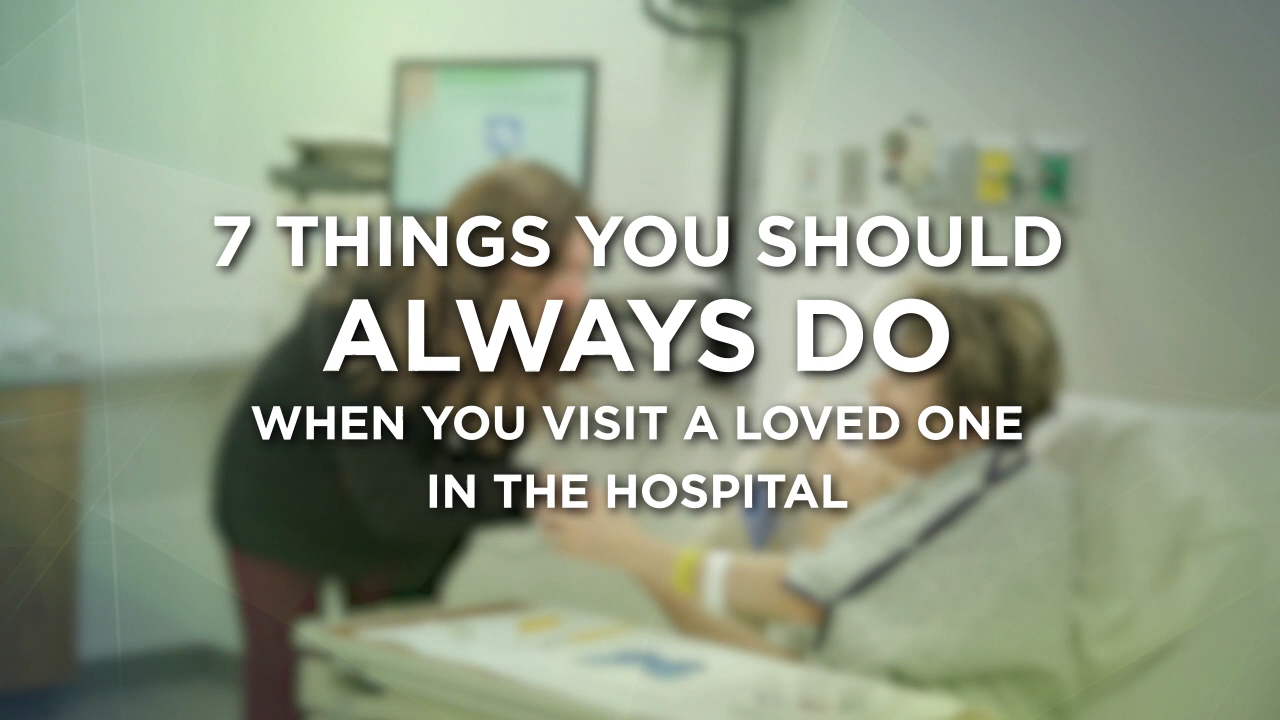 7 THINGS YOU SHOULD
ALWAYS DO
WHEN YOU VISIT A LOVED ONE
IN THE HOSPITAL